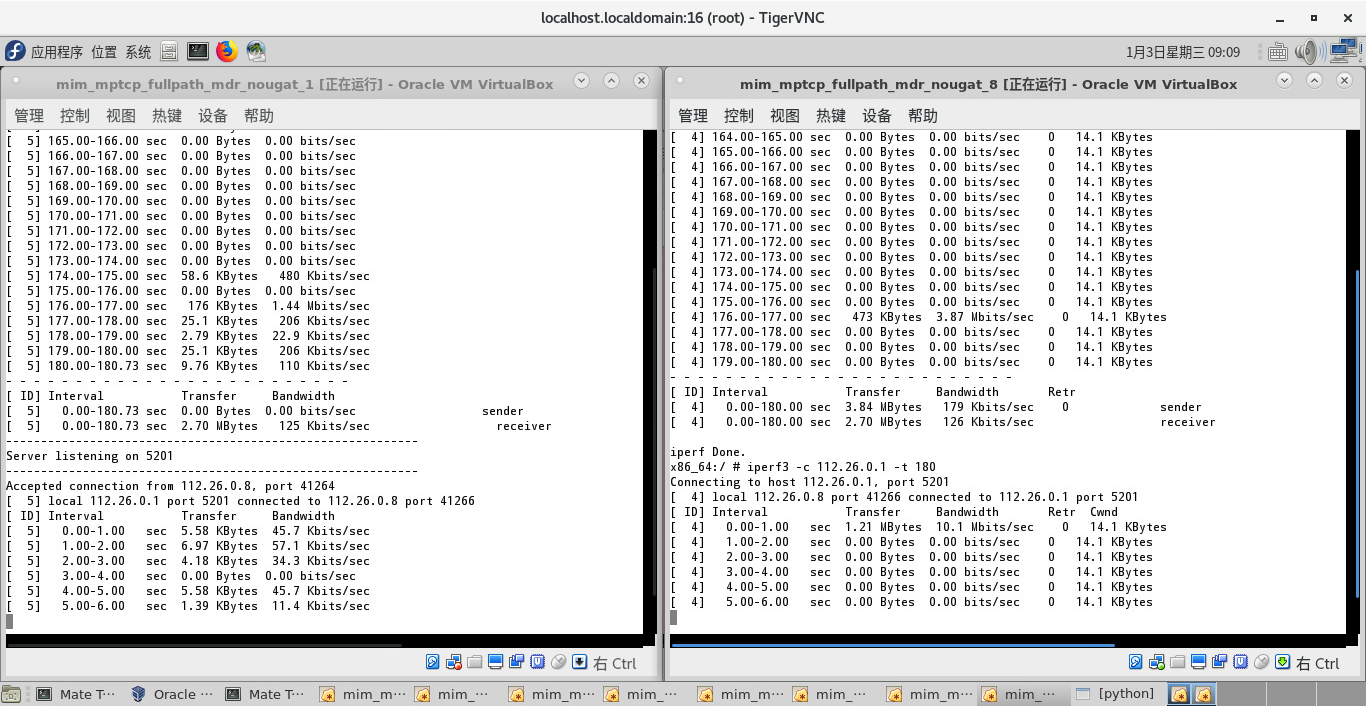 localhost.localdomain:16 (root) - TigerVNC
应用程序 位置 系统
1月3日星期三 09:09
mim_mptcp_fullpath_mdr_nougat_1 [正在运行] - Oracle VM VirtualBox
管理 控制 视图 热键 设备 帮助
[  5] 165.00-166.00 sec  0.00 Bytes  0.00 bits/sec
[  5] 166.00-167.00 sec  0.00 Bytes  0.00 bits/sec
[  5] 167.00-168.00 sec  0.00 Bytes  0.00 bits/sec
[  5] 168.00-169.00 sec  0.00 Bytes  0.00 bits/sec
[  5] 169.00-170.00 sec  0.00 Bytes  0.00 bits/sec
[  5] 170.00-171.00 sec  0.00 Bytes  0.00 bits/sec
[  5] 171.00-172.00 sec  0.00 Bytes  0.00 bits/sec
[  5] 172.00-173.00 sec  0.00 Bytes  0.00 bits/sec
[  5] 173.00-174.00 sec  0.00 Bytes  0.00 bits/sec
[  5] 174.00-175.00 sec  58.6 KBytes   480 Kbits/sec
[  5] 175.00-176.00 sec  0.00 Bytes  0.00 bits/sec
[  5] 176.00-177.00 sec   176 KBytes  1.44 Mbits/sec
[  5] 177.00-178.00 sec  25.1 KBytes   206 Kbits/sec
[  5] 178.00-179.00 sec  2.79 KBytes  22.9 Kbits/sec
[  5] 179.00-180.00 sec  25.1 KBytes   206 Kbits/sec
[  5] 180.00-180.73 sec  9.76 KBytes   110 Kbits/sec
- - - - - - - - - - - - - - - - - - - - - - - - -
[ ID] Interval           Transfer     Bandwidth
[  5]   0.00-180.73 sec  0.00 Bytes  0.00 bits/sec                  sender
[  5]   0.00-180.73 sec  2.70 MBytes   125 Kbits/sec                  receiver
-----------------------------------------------------------
Server listening on 5201
-----------------------------------------------------------
Accepted connection from 112.26.0.8, port 41264
[  5] local 112.26.0.1 port 5201 connected to 112.26.0.8 port 41266
[ ID] Interval           Transfer     Bandwidth
[  5]   0.00-1.00   sec  5.58 KBytes  45.7 Kbits/sec
[  5]   1.00-2.00   sec  6.97 KBytes  57.1 Kbits/sec
[  5]   2.00-3.00   sec  4.18 KBytes  34.3 Kbits/sec
[  5]   3.00-4.00   sec  0.00 Bytes  0.00 bits/sec
[  5]   4.00-5.00   sec  5.58 KBytes  45.7 Kbits/sec
[  5]   5.00-6.00   sec  1.39 KBytes  11.4 Kbits/sec
右 Ctrl
mim_mptcp_fullpath_mdr_nougat_8 [正在运行] - Oracle VM VirtualBox
管理 控制 视图 热键 设备 帮助
[  4] 164.00-165.00 sec  0.00 Bytes  0.00 bits/sec    0   14.1 KBytes
[  4] 165.00-166.00 sec  0.00 Bytes  0.00 bits/sec    0   14.1 KBytes
[  4] 166.00-167.00 sec  0.00 Bytes  0.00 bits/sec    0   14.1 KBytes
[  4] 167.00-168.00 sec  0.00 Bytes  0.00 bits/sec    0   14.1 KBytes
[  4] 168.00-169.00 sec  0.00 Bytes  0.00 bits/sec    0   14.1 KBytes
[  4] 169.00-170.00 sec  0.00 Bytes  0.00 bits/sec    0   14.1 KBytes
[  4] 170.00-171.00 sec  0.00 Bytes  0.00 bits/sec    0   14.1 KBytes
[  4] 171.00-172.00 sec  0.00 Bytes  0.00 bits/sec    0   14.1 KBytes
[  4] 172.00-173.00 sec  0.00 Bytes  0.00 bits/sec    0   14.1 KBytes
[  4] 173.00-174.00 sec  0.00 Bytes  0.00 bits/sec    0   14.1 KBytes
[  4] 174.00-175.00 sec  0.00 Bytes  0.00 bits/sec    0   14.1 KBytes
[  4] 175.00-176.00 sec  0.00 Bytes  0.00 bits/sec    0   14.1 KBytes
[  4] 176.00-177.00 sec   473 KBytes  3.87 Mbits/sec    0   14.1 KBytes
[  4] 177.00-178.00 sec  0.00 Bytes  0.00 bits/sec    0   14.1 KBytes
[  4] 178.00-179.00 sec  0.00 Bytes  0.00 bits/sec    0   14.1 KBytes
[  4] 179.00-180.00 sec  0.00 Bytes  0.00 bits/sec    0   14.1 KBytes
- - - - - - - - - - - - - - - - - - - - - - - - -
[ ID] Interval           Transfer     Bandwidth       Retr
[  4]   0.00-180.00 sec  3.84 MBytes   179 Kbits/sec    0             sender
[  4]   0.00-180.00 sec  2.70 MBytes   126 Kbits/sec                  receiver
iperf Done.
x86_64:/ # iperf3 -c 112.26.0.1 -t 180
Connecting to host 112.26.0.1, port 5201
[  4] local 112.26.0.8 port 41266 connected to 112.26.0.1 port 5201
[ ID] Interval           Transfer     Bandwidth       Retr  Cwnd
[  4]   0.00-1.00   sec  1.21 MBytes  10.1 Mbits/sec    0   14.1 KBytes
[  4]   1.00-2.00   sec  0.00 Bytes  0.00 bits/sec    0   14.1 KBytes
[  4]   2.00-3.00   sec  0.00 Bytes  0.00 bits/sec    0   14.1 KBytes
[  4]   3.00-4.00   sec  0.00 Bytes  0.00 bits/sec    0   14.1 KBytes
[  4]   4.00-5.00   sec  0.00 Bytes  0.00 bits/sec    0   14.1 KBytes
[  4]   5.00-6.00   sec  0.00 Bytes  0.00 bits/sec    0   14.1 KBytes
右 Ctrl
Mate T··· Oracle ··· Mate T··· mim_m··· mim_··· mim_m··· mim_··· mim_m··· mim_··· mim_m··· mim_··· [python]